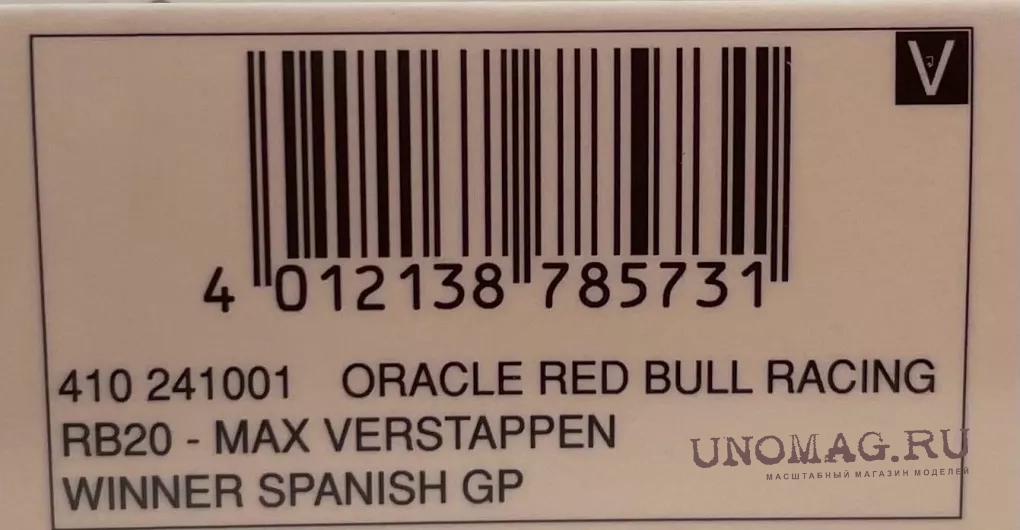 V
4 012138 785731
410 241001 ORACLE RED BULL RACING
RB20 - MAX VERSTAPPEN
WINNER SPANISH GP
UNOMAG.RU
МАСШТАБНЫЙ МАГАЗИН МОДЕЛЕЙ